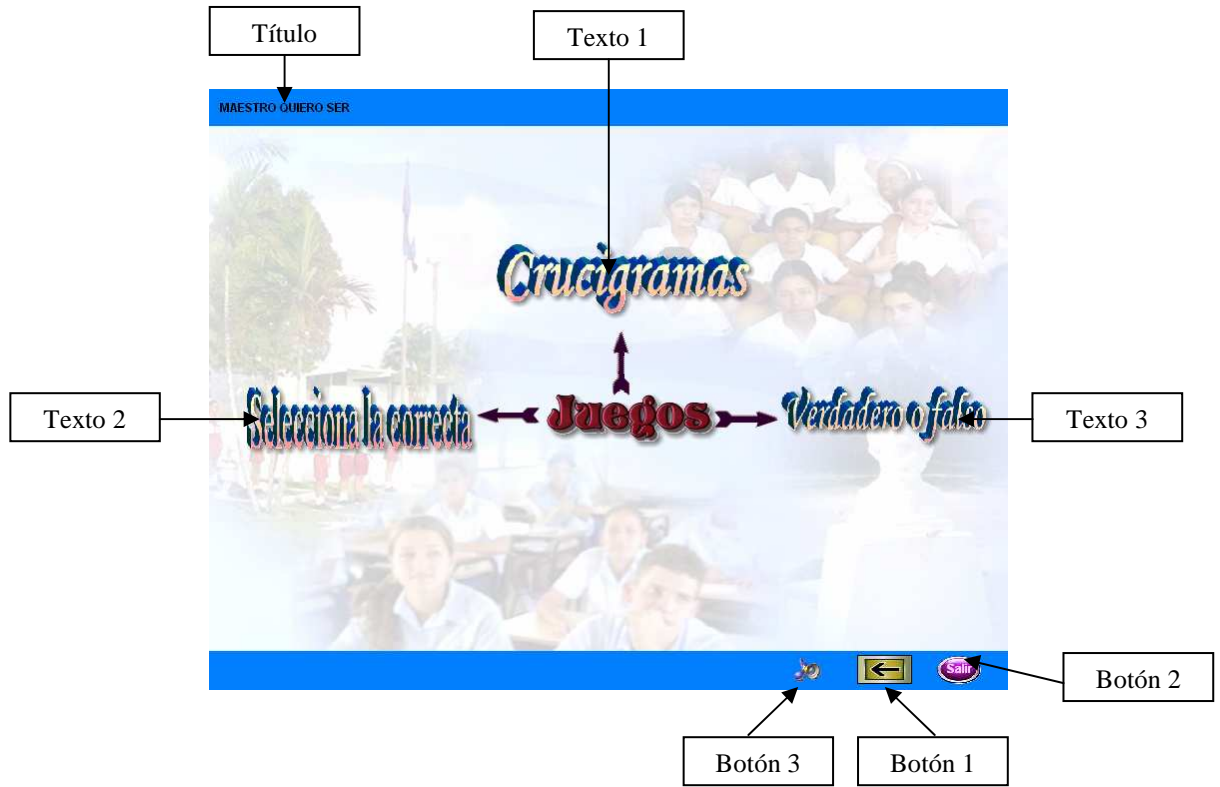 Título
Texto 1
MAESTRO QUIERO SER
Crucigramas
Texto 2
Selecciona la correcta
Juegos
Verdadero o falso
Texto 3
Salir
Botón 2
Botón 3
Botón 1